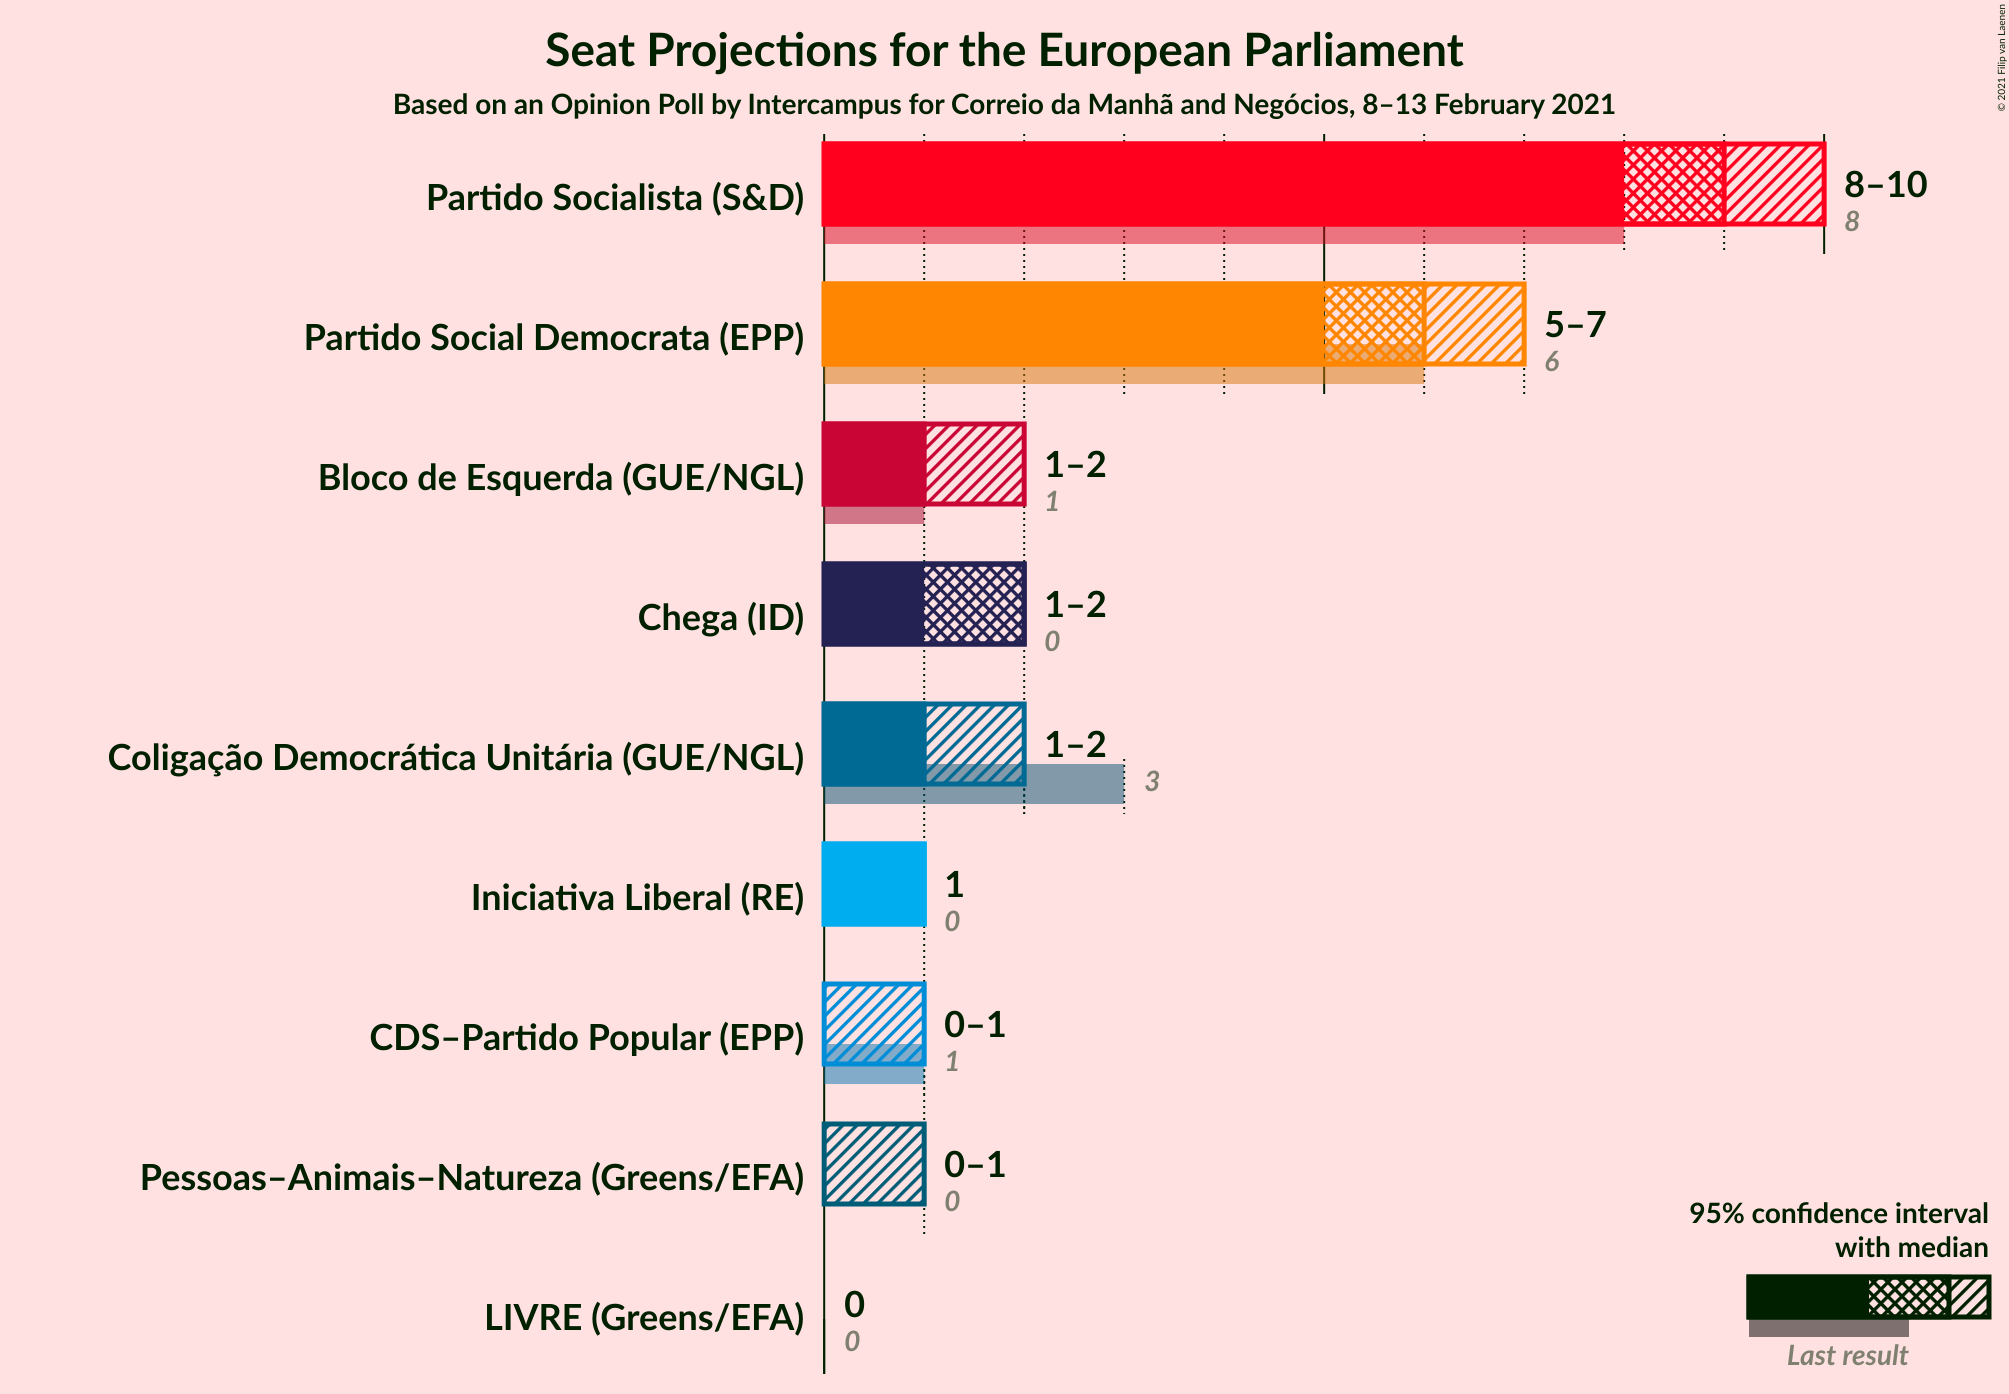 Seat Projections for the European Parliament
Based on an Opinion Poll by Intercampus for Correio da Manhã and Negócios, 8–13 February 2021
© 2021 Filip van Laenen
Partido Socialista (S&D)
8–10
8
Partido Social Democrata (EPP)
5–7
6
Bloco de Esquerda (GUE/NGL)
1–2
1
Chega (ID)
1–2
0
Coligação Democrática Unitária (GUE/NGL)
1–2
3
Iniciativa Liberal (RE)
1
0
CDS–Partido Popular (EPP)
0–1
1
Pessoas–Animais–Natureza (Greens/EFA)
0–1
0
LIVRE (Greens/EFA)
0
0
95% confidence interval
with median
Last result